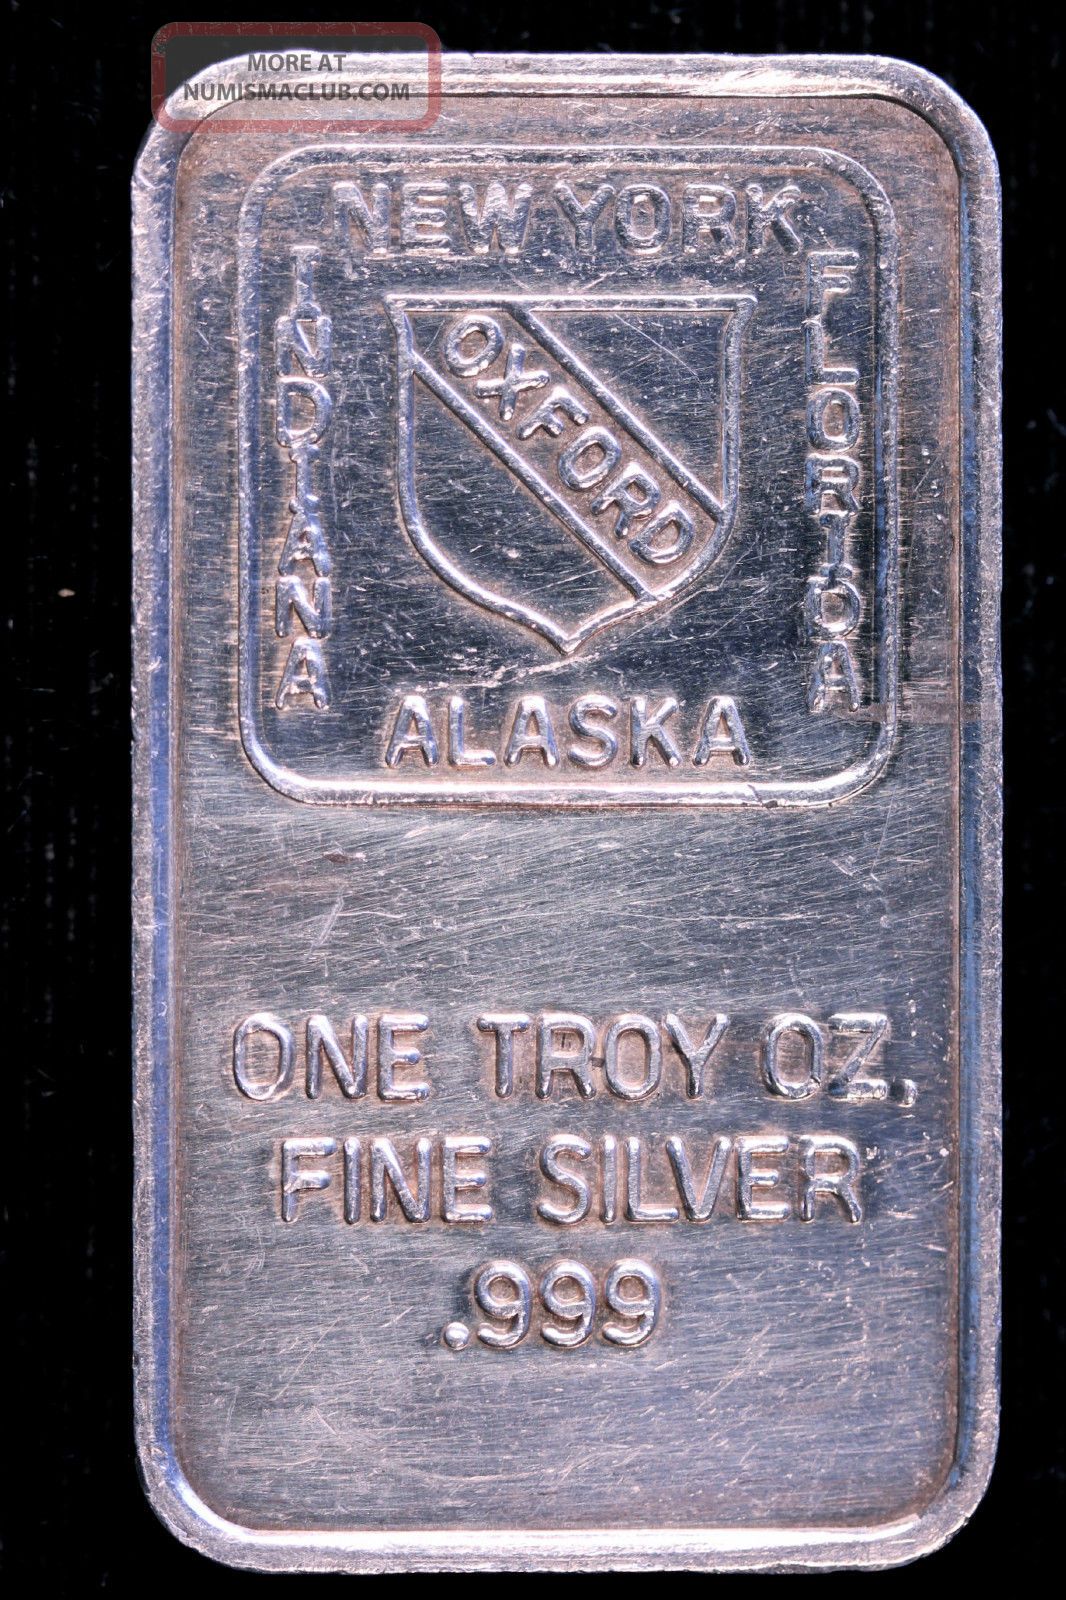 MORE AT
NUMISMACLUB.COM
NEW YORK
INDIANA
FLORIDA
OXFORD
ALASKA
ONE TROY OZ,
FINE SILVER
.999